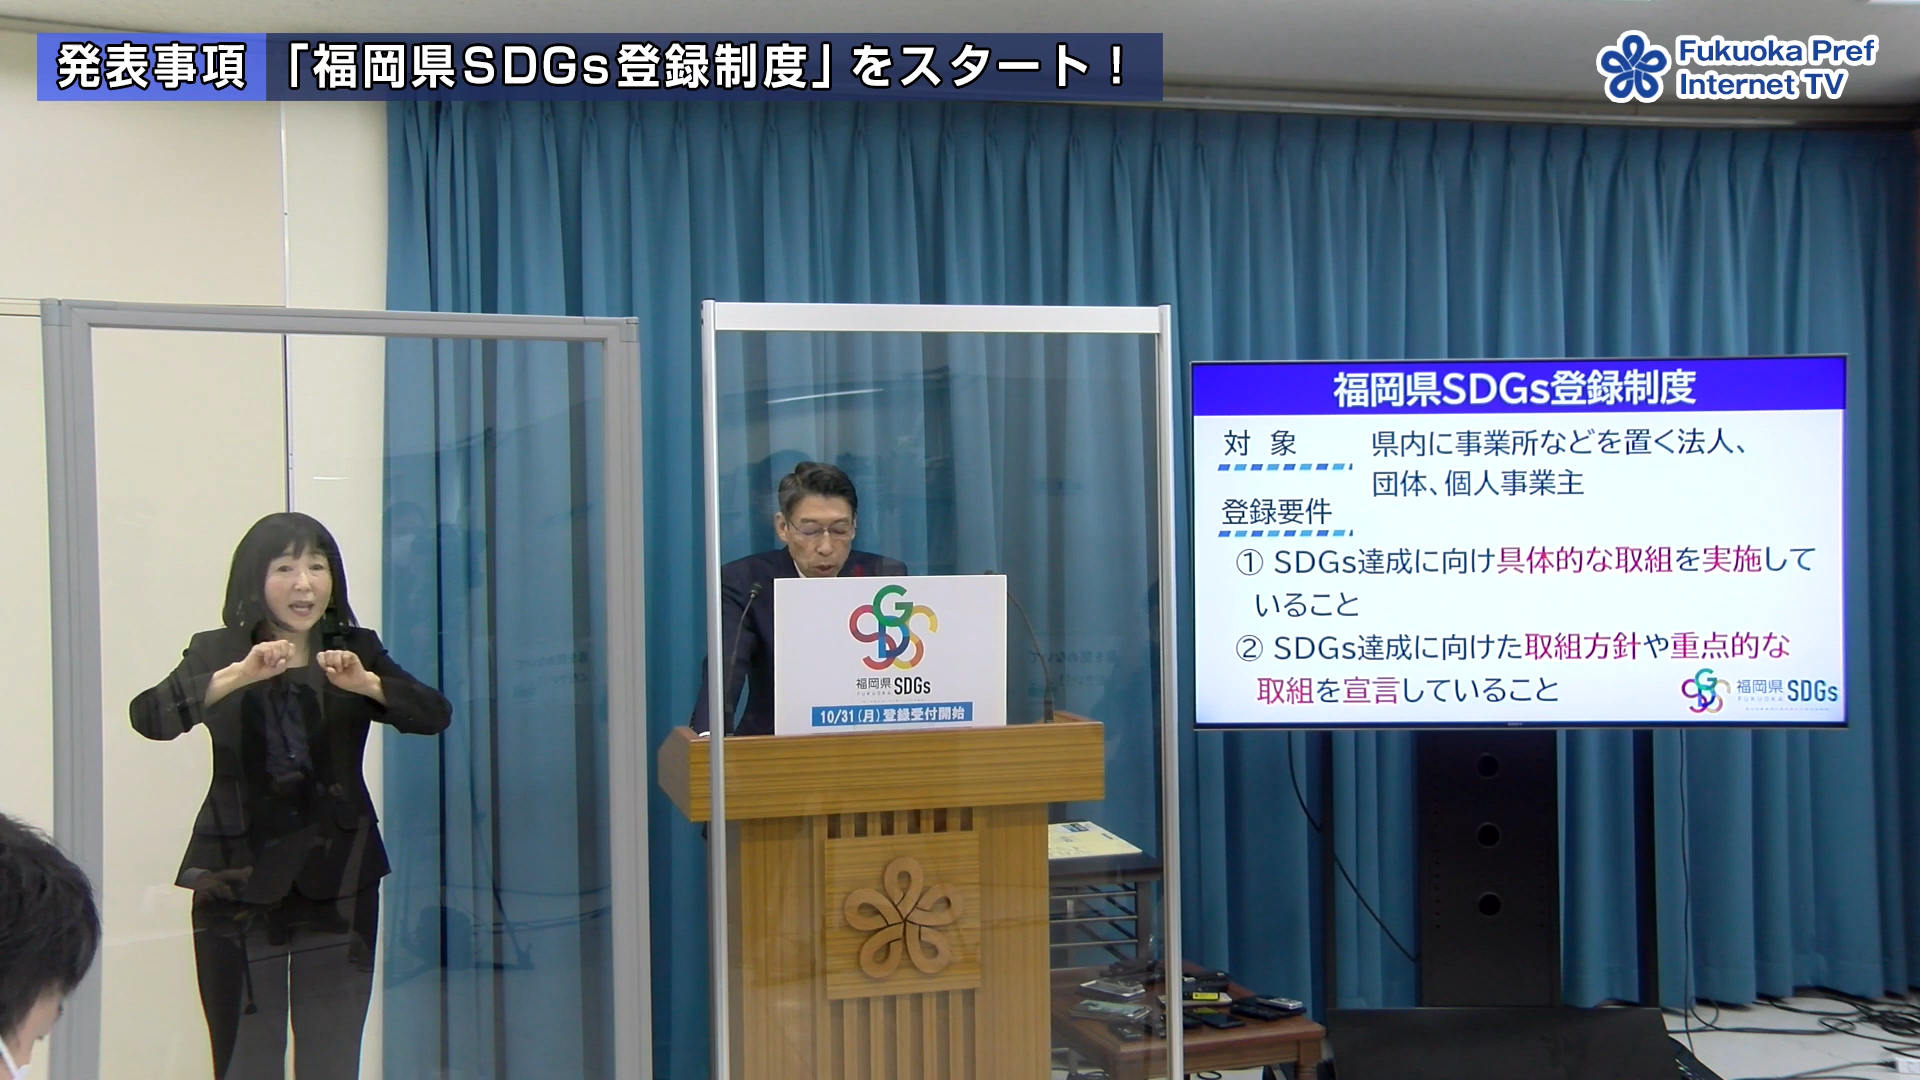 発表事項 「福岡県SDGs登録制度」をスタート！
Fukuoka Pref
Internet TV
福岡県SDGs登録制度
対 象 県内に事業所などを置く法人、
団体、個人事業主
登録要件
① SDGs達成に向け具体的な取組を実施して
いること
② SDGs達成に向けた取組方針や重点的な
取組を宣言していること
福岡県 SDGs
FUKUOKA
SDGs
福岡県 SDGs
FUKUOKA
10/31(月)登録受付開始